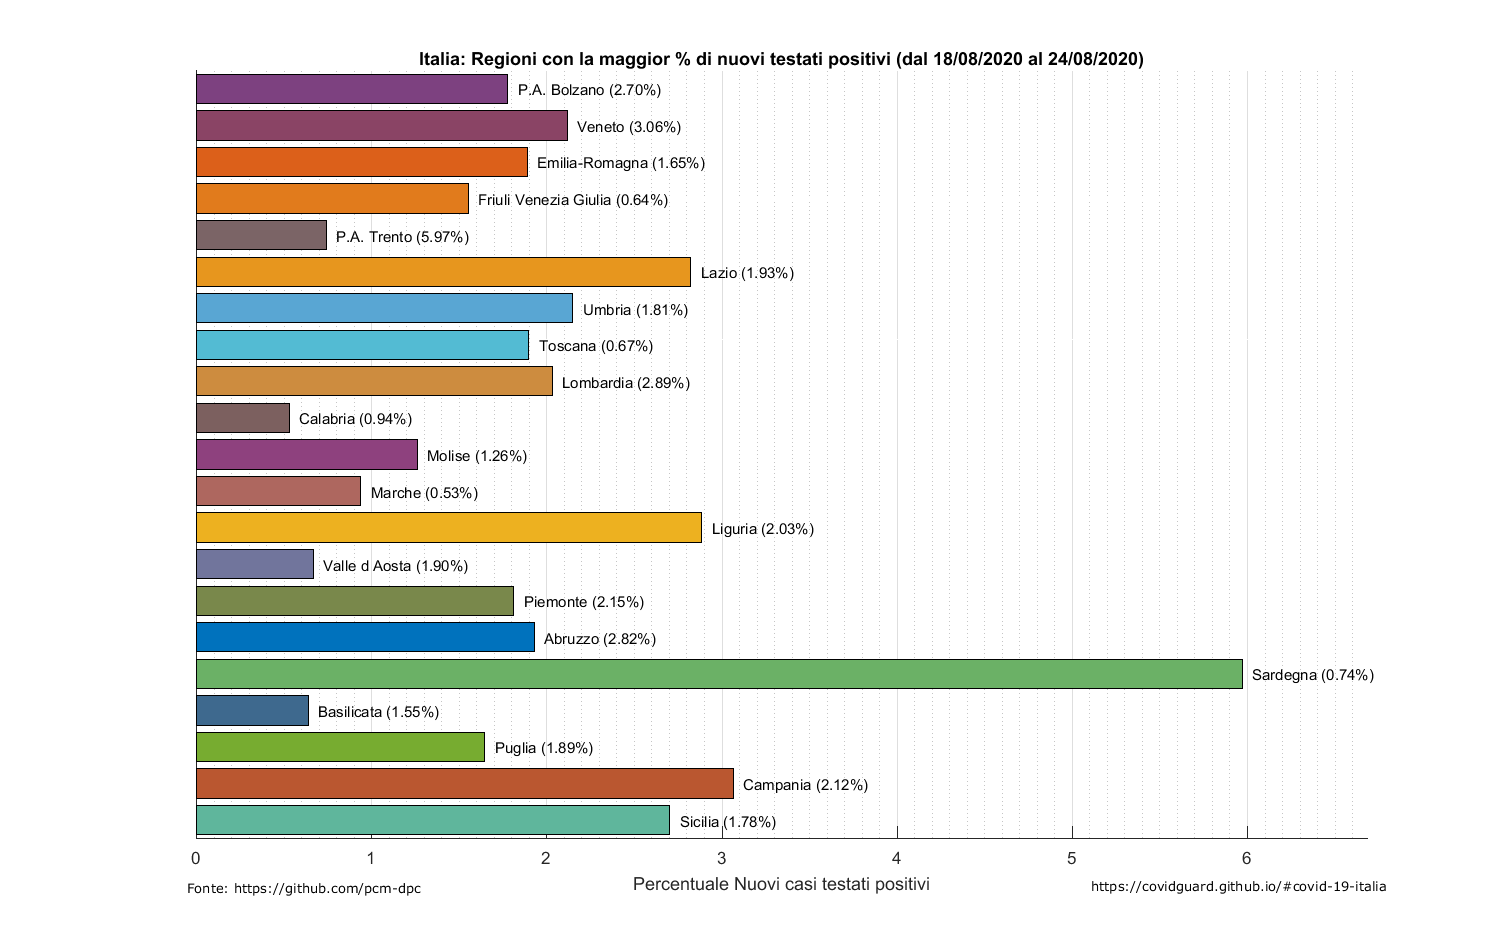 Italia: Regioni con la maggior % di nuovi testati positivi (dal 18/08/2020 al 24/08/2020)
P.A. Bolzano (2.70%)
Veneto (3.06%)
Emilia-Romagna (1.65%)
Friuli Venezia Giulia (0.64%)
P.A. Trento (5.97%)
Lazio (1.93%)
Umbria (1.81%)
Toscana (0.67%)
Lombardia (2.89%)
Calabria (0.94%)
Molise (1.26%)
Marche (0.53%)
Liguria (2.03%)
Valle d Aosta (1.90%)
Piemonte (2.15%)
Abruzzo (2.82%)
Sardegna (0.74%)
Basilicata (1.55%)
Puglia (1.89%)
Campania (2.12%)
Sicilia (1.78%)
0 1 2 3 4 5 6
Percentuale Nuovi casi testati positivi
Fonte: https://github.com/pcm-dpc
https://covidguard.github.io/#covid-19-italia